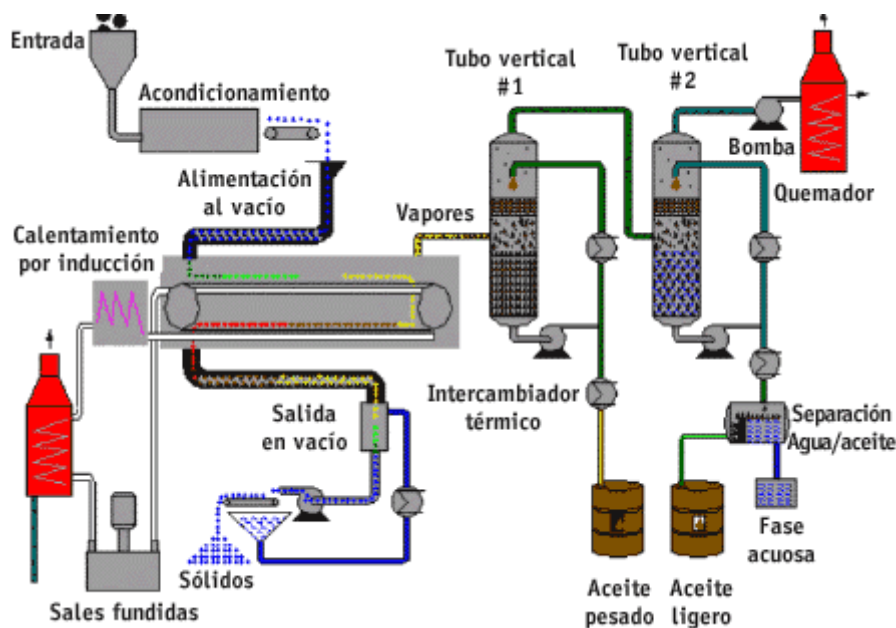 Entrada
Acondicionamiento
Alimentación
al vacío
Calentamiento
por inducción
Vapores
Tubo vertical
#1
Tubo vertical
#2
Bomba
Quemador
Intercambiador
térmico
Salida
en vacío
Separación
Agua/aceite
Sólidos
Sales fundidas
Aceite
pesado
Aceite
ligero
Fase
acuosa